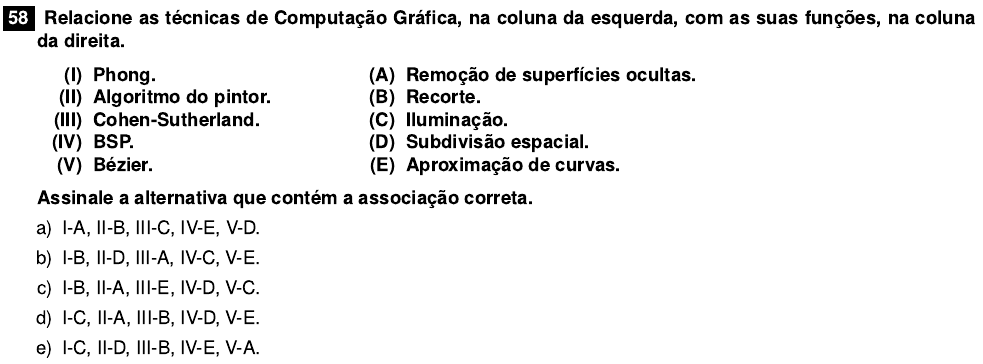 58 Relacione as técnicas de Computação Gráfica, na coluna da esquerda, com as suas funções, na coluna
da direita.
(I) Phong. (A) Remoção de superfícies ocultas.
(II) Algoritmo do pintor. (B) Recorte.
(III) Cohen-Sutherland. (C) Iluminação.
(IV) BSP. (D) Subdivisão espacial.
(V) Bézier. (E) Aproximação de curvas.
Assinale a alternativa que contém a associação correta.
a) I-A, II-B, III-C, IV-E, V-D.
b) I-B, II-D, III-A, IV-C, V-E.
c) I-B, II-A, III-E, IV-D, V-C.
d) I-C, II-A, III-B, IV-D, V-E.
e) I-C, II-D, III-B, IV-E, V-A.